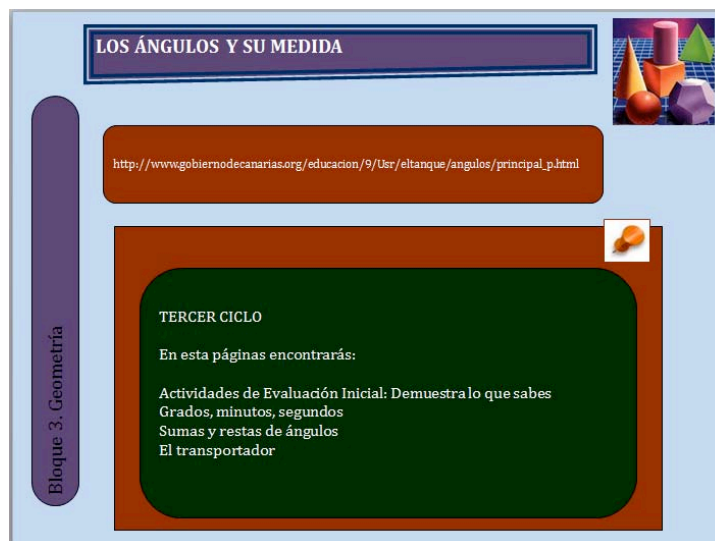 LOS ÁNGULOS Y SU MEDIDA
http://www.gobiernodecanarias.org/educacion/9/Usr/eltanque/angulos/principal_p.html
TERCER CICLO
En esta páginas encontrarás:
Actividades de Evaluación Inicial: Demuestra lo que sabes
Grados, minutos, segundos
Sumas y restas de ángulos
El transportador
Bloque 3. Geometría